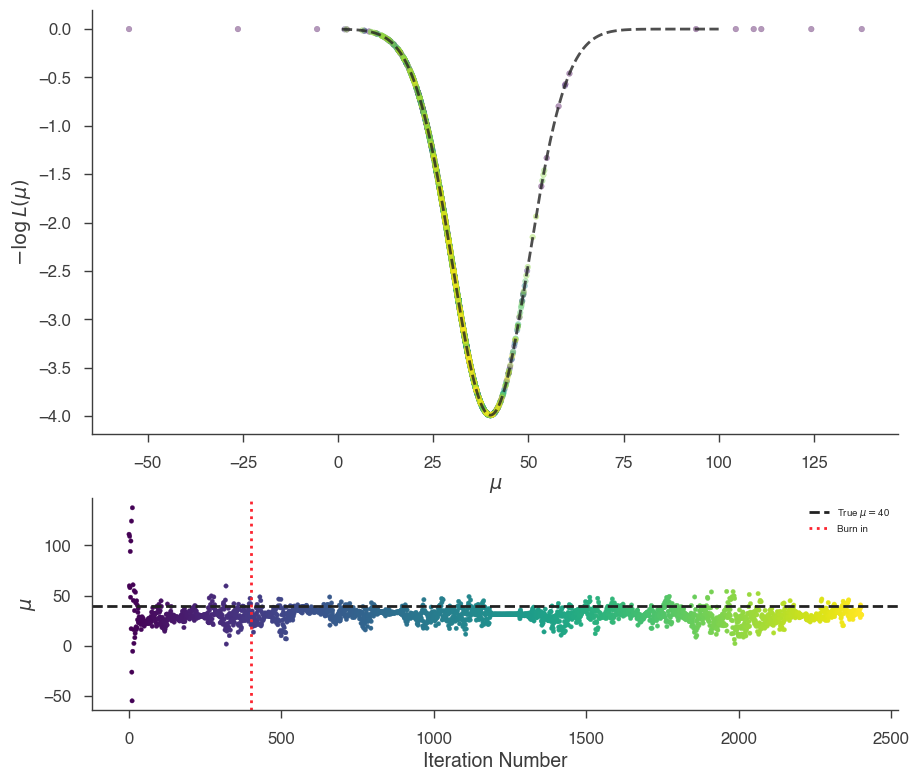 0.0
−0.5
−1.0
−1.5
−2.0
−2.5
−3.0
−3.5
−4.0
− log L(μ)
−50 −25 0 25 50 75 100 125
μ
True μ = 40
Burn in
100
50
0
−50
μ
0 500 1000 1500 2000 2500
Iteration Number